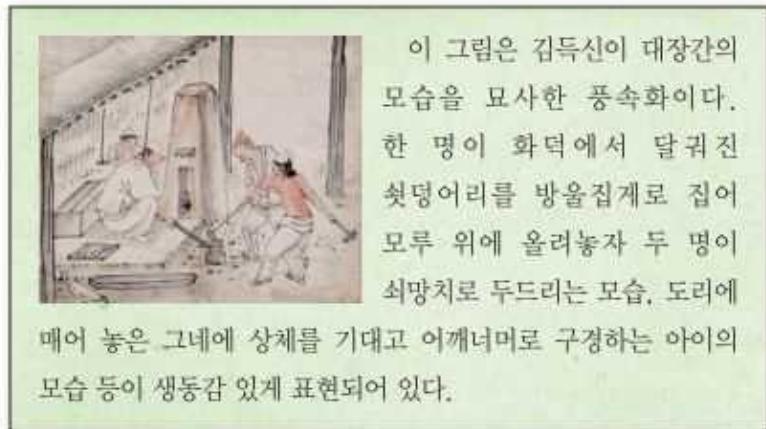 이 그림은 김득신이 대장간의
모습을 묘사한 풍속화이다.
한 명이 화덕에서 달궈진
쇳덩어리를 방울집게로 집어
모루 위에 올려놓자 두 명이
쇠망치로 두드리는 모습, 도리에
매어 놓은 그네에 상체를 기대고 어깨너머로 구경하는 아이의
모습 등이 생동감 있게 표현되어 있다.